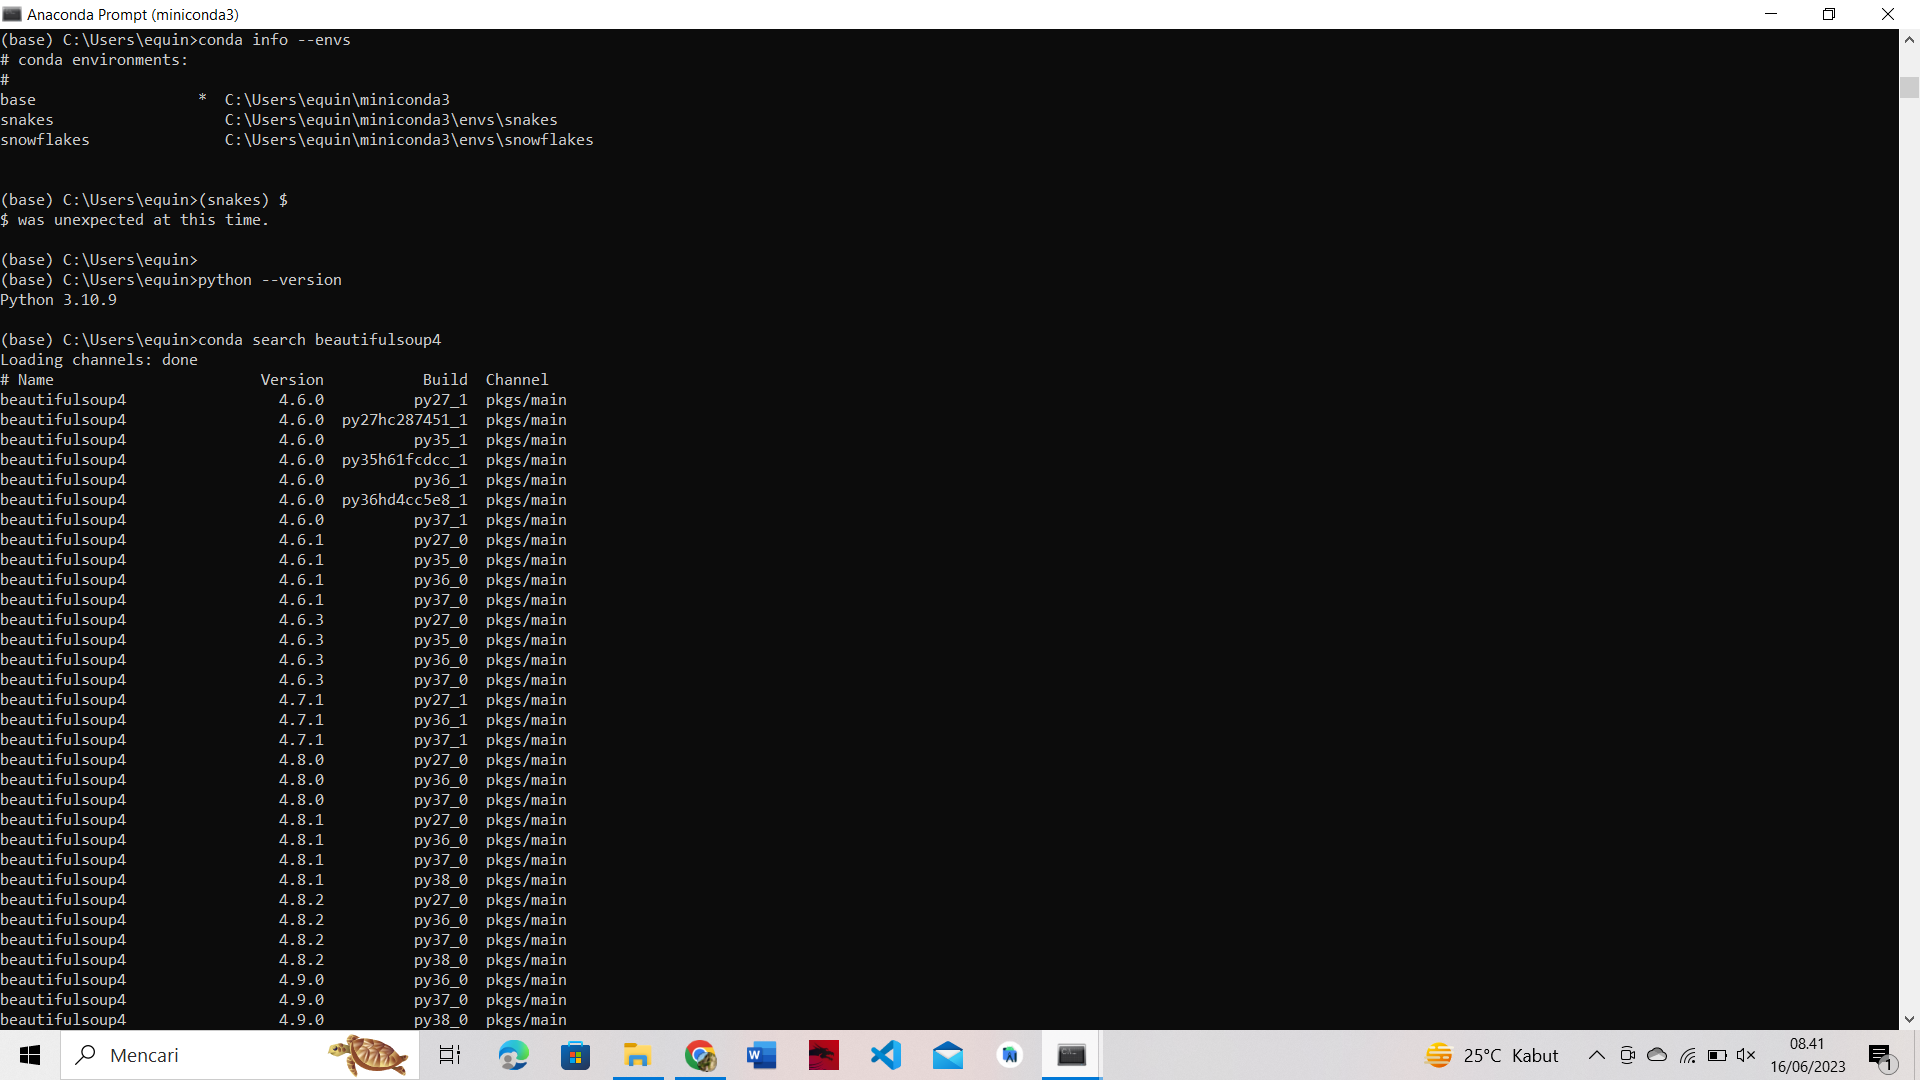 Anaconda Prompt (miniconda3)
(base) C:\Users\equin>conda info --envs
# conda environments:
#
base                  *  C:\Users\equin\miniconda3
snakes                   C:\Users\equin\miniconda3\envs\snakes
snowflakes               C:\Users\equin\miniconda3\envs\snowflakes
(base) C:\Users\equin>(snakes) $
$ was unexpected at this time.
(base) C:\Users\equin>
(base) C:\Users\equin>python --version
Python 3.10.9
(base) C:\Users\equin>conda search beautifulsoup4
Loading channels: done
# Name                       Version           Build  Channel
beautifulsoup4                 4.6.0          py27_1  pkgs/main
beautifulsoup4                 4.6.0  py27hc287451_1  pkgs/main
beautifulsoup4                 4.6.0          py35_1  pkgs/main
beautifulsoup4                 4.6.0  py35h61fcdcc_1  pkgs/main
beautifulsoup4                 4.6.0          py36_1  pkgs/main
beautifulsoup4                 4.6.0  py36hd4cc5e8_1  pkgs/main
beautifulsoup4                 4.6.0          py37_1  pkgs/main
beautifulsoup4                 4.6.1          py27_0  pkgs/main
beautifulsoup4                 4.6.1          py35_0  pkgs/main
beautifulsoup4                 4.6.1          py36_0  pkgs/main
beautifulsoup4                 4.6.1          py37_0  pkgs/main
beautifulsoup4                 4.6.3          py27_0  pkgs/main
beautifulsoup4                 4.6.3          py35_0  pkgs/main
beautifulsoup4                 4.6.3          py36_0  pkgs/main
beautifulsoup4                 4.6.3          py37_0  pkgs/main
beautifulsoup4                 4.7.1          py27_1  pkgs/main
beautifulsoup4                 4.7.1          py36_1  pkgs/main
beautifulsoup4                 4.7.1          py37_1  pkgs/main
beautifulsoup4                 4.8.0          py27_0  pkgs/main
beautifulsoup4                 4.8.0          py36_0  pkgs/main
beautifulsoup4                 4.8.0          py37_0  pkgs/main
beautifulsoup4                 4.8.1          py27_0  pkgs/main
beautifulsoup4                 4.8.1          py36_0  pkgs/main
beautifulsoup4                 4.8.1          py37_0  pkgs/main
beautifulsoup4                 4.8.1          py38_0  pkgs/main
beautifulsoup4                 4.8.2          py27_0  pkgs/main
beautifulsoup4                 4.8.2          py36_0  pkgs/main
beautifulsoup4                 4.8.2          py37_0  pkgs/main
beautifulsoup4                 4.8.2          py38_0  pkgs/main
beautifulsoup4                 4.9.0          py36_0  pkgs/main
beautifulsoup4                 4.9.0          py37_0  pkgs/main
beautifulsoup4                 4.9.0          py38_0  pkgs/main
Mencari
25°C Kabut
08.41
16/06/2023
1